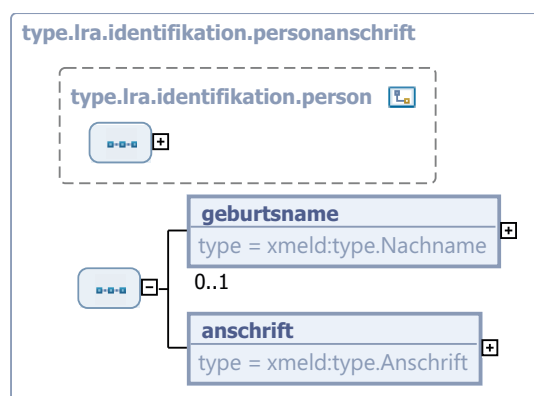 type.lra.identifikation.personanschrift
type.lra.identifikation.person
geburtsname
type = xmeld:type.Nachname
0..1
anschrift
type = xmeld:type.Anschrift